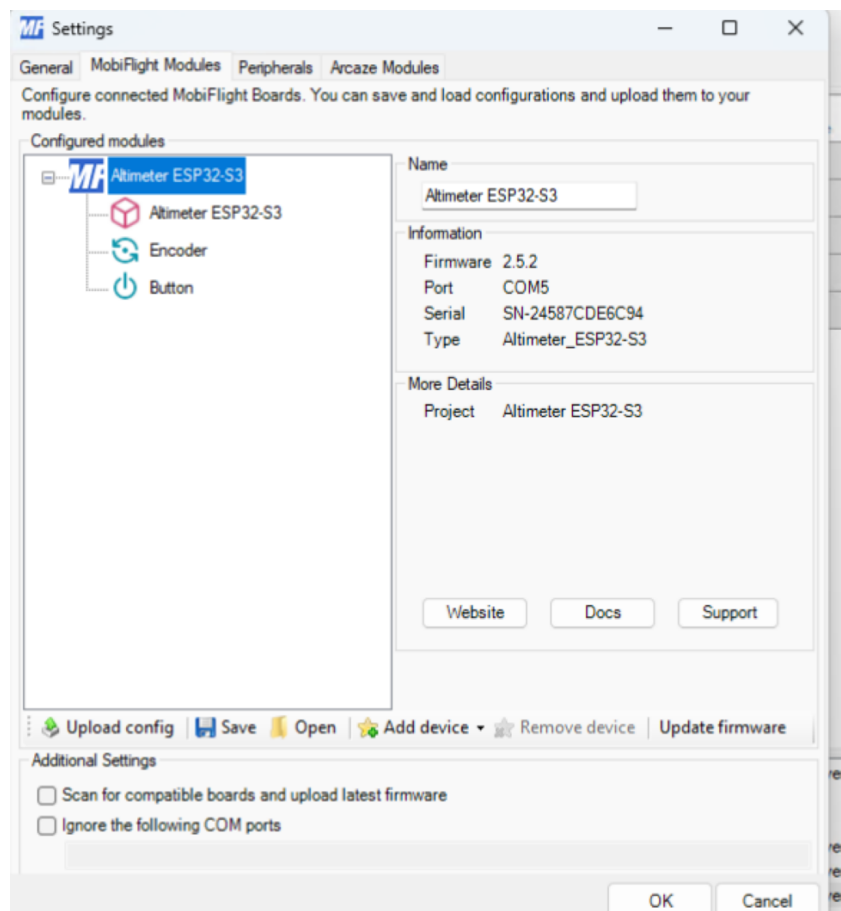 MF Settings
General MobiFlight Modules Peripherals Arcaze Modules
Configure connected MobiFlight Boards. You can save and load configurations and upload them to your
modules.
Configured modules
MF Altimeter ESP32-S3
Altimeter ESP32-S3
Encoder
Button
Name
Altimeter ESP32-S3
Information
Firmware 2.5.2
Port COM5
Serial SN-24587CDE6C94
Type Altimeter_ESP32-S3
More Details
Project Altimeter ESP32-S3
Website Docs Support
Upload config Save Open Add device Remove device Update firmware
Additional Settings
Scan for compatible boards and upload latest firmware
Ignore the following COM ports
OK Cancel